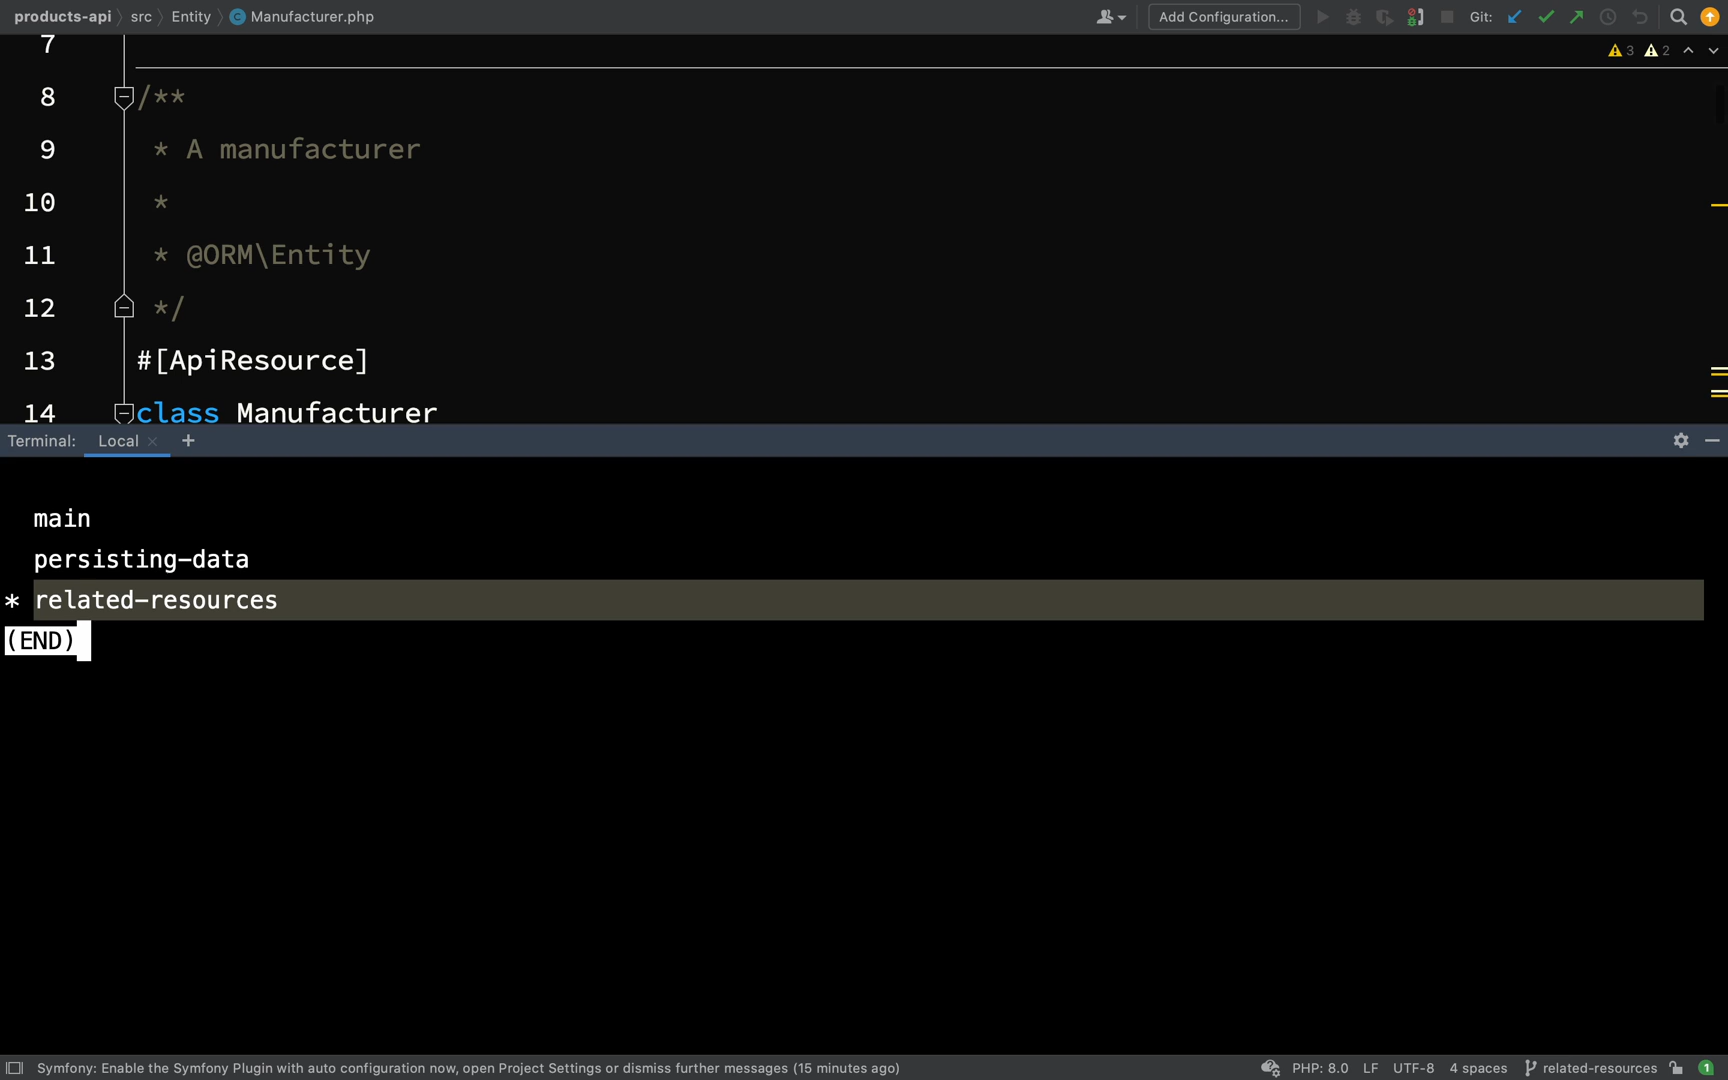 products-api src Entity Manufacturer.php Add Configuration... Git:
3 2
7
8 /**
9 * A manufacturer
10 *
11 * @ORM\Entity
12 */
13 #[ApiResource]
14 class Manufacturer
Terminal: Local × +
main
persisting-data
* related-resources
(END)
Symfony: Enable the Symfony Plugin with auto configuration now, open Project Settings or dismiss further messages (15 minutes ago) PHP: 8.0 LF UTF-8 4 spaces related-resources 1